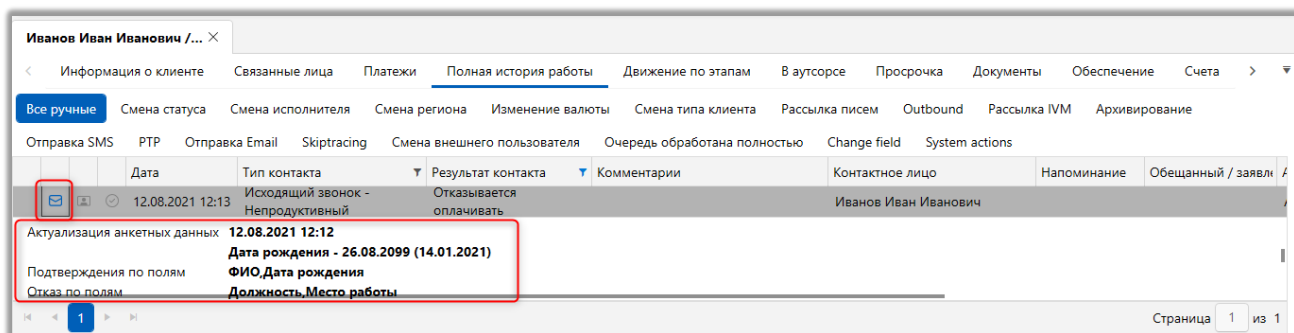 Иванов Иван Иванович /... ×
< Информация о клиенте Связанные лица Платежи Полная история работы Движение по этапам В аутсорсе Просрочка Документы Обеспечение Счета >
Все ручные Смена статуса Смена исполнителя Смена региона Изменение валюты Смена типа клиента Рассылка писем Outbound Рассылка IVM Архивирование
Отправка SMS PTP Отправка Email Skiptracing Смена внешнего пользователя Очередь обработана полностью Change field System actions
Дата Тип контакта Результат контакта Комментарии Контактное лицо Напоминание Обещанный / заявле
12.08.2021 12:13 Исходящий звонок - Отказывается Иванов Иван Иванович
Непродуктивный оплачивать
Актуализация анкетных данных 12.08.2021 12:12
Дата рождения - 26.08.2099 (14.01.2021)
Подтверждения по полям ФИО,Дата рождения
Отказ по полям Должность,Место работы
1 Страница 1 из 1